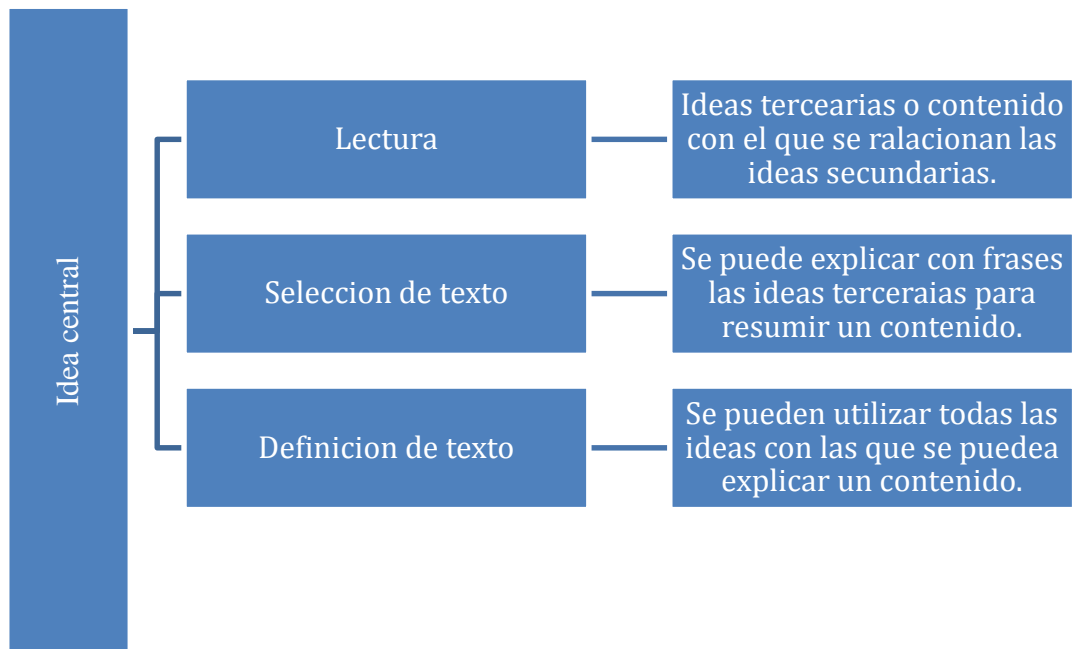 Idea central
Lectura
Ideas tercearias o contenido
con el que se ralacionan las
ideas secundarias.
Seleccion de texto
Se puede explicar con frases
las ideas terceraias para
resumir un contenido.
Definicion de texto
Se pueden utilizar todas las
ideas con las que se puedea
explicar un contenido.